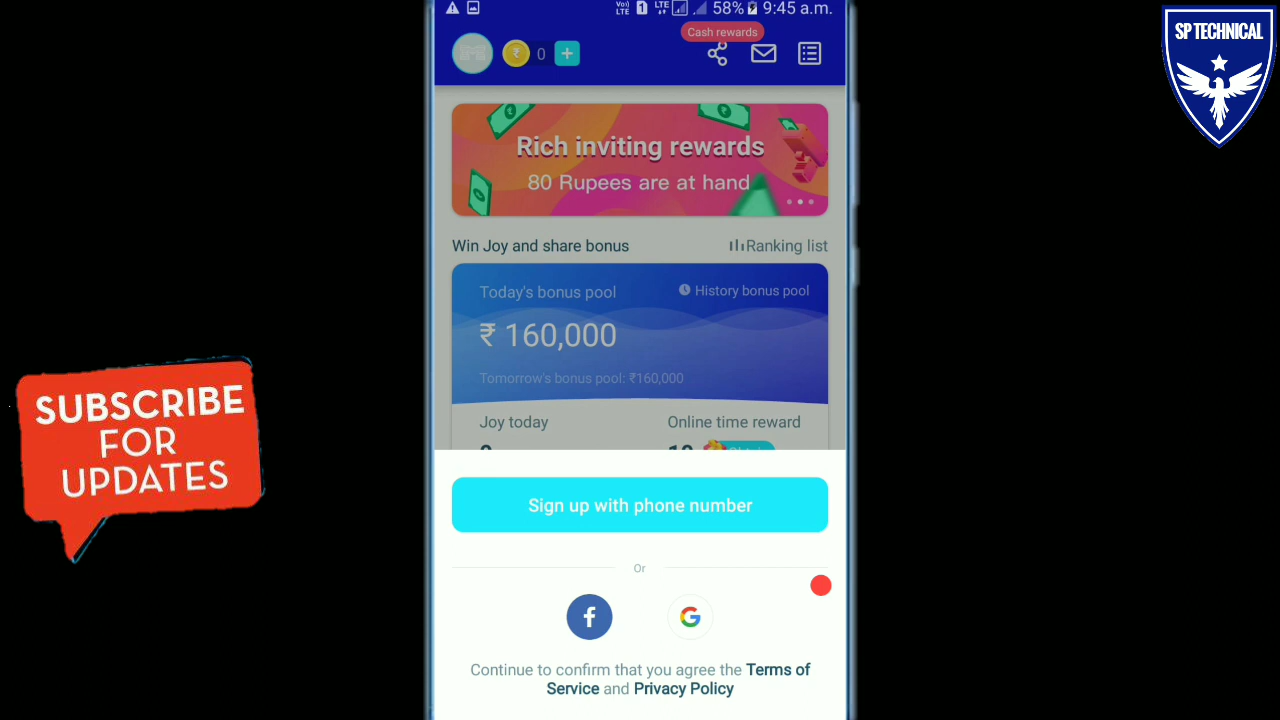 VoLTE 1 LTE 58% 9:45 a.m.
Cash rewards
0 +
SP TECHNICAL
Rich inviting rewards
80 Rupees are at hand
Win Joy and share bonus Ranking list
Today's bonus pool History bonus pool
₹ 160,000
Tomorrow's bonus pool: ₹160,000
Joy today Online time reward
SUBSCRIBE
FOR
UPDATES
Sign up with phone number
Or
Continue to confirm that you agree the Terms of
Service and Privacy Policy